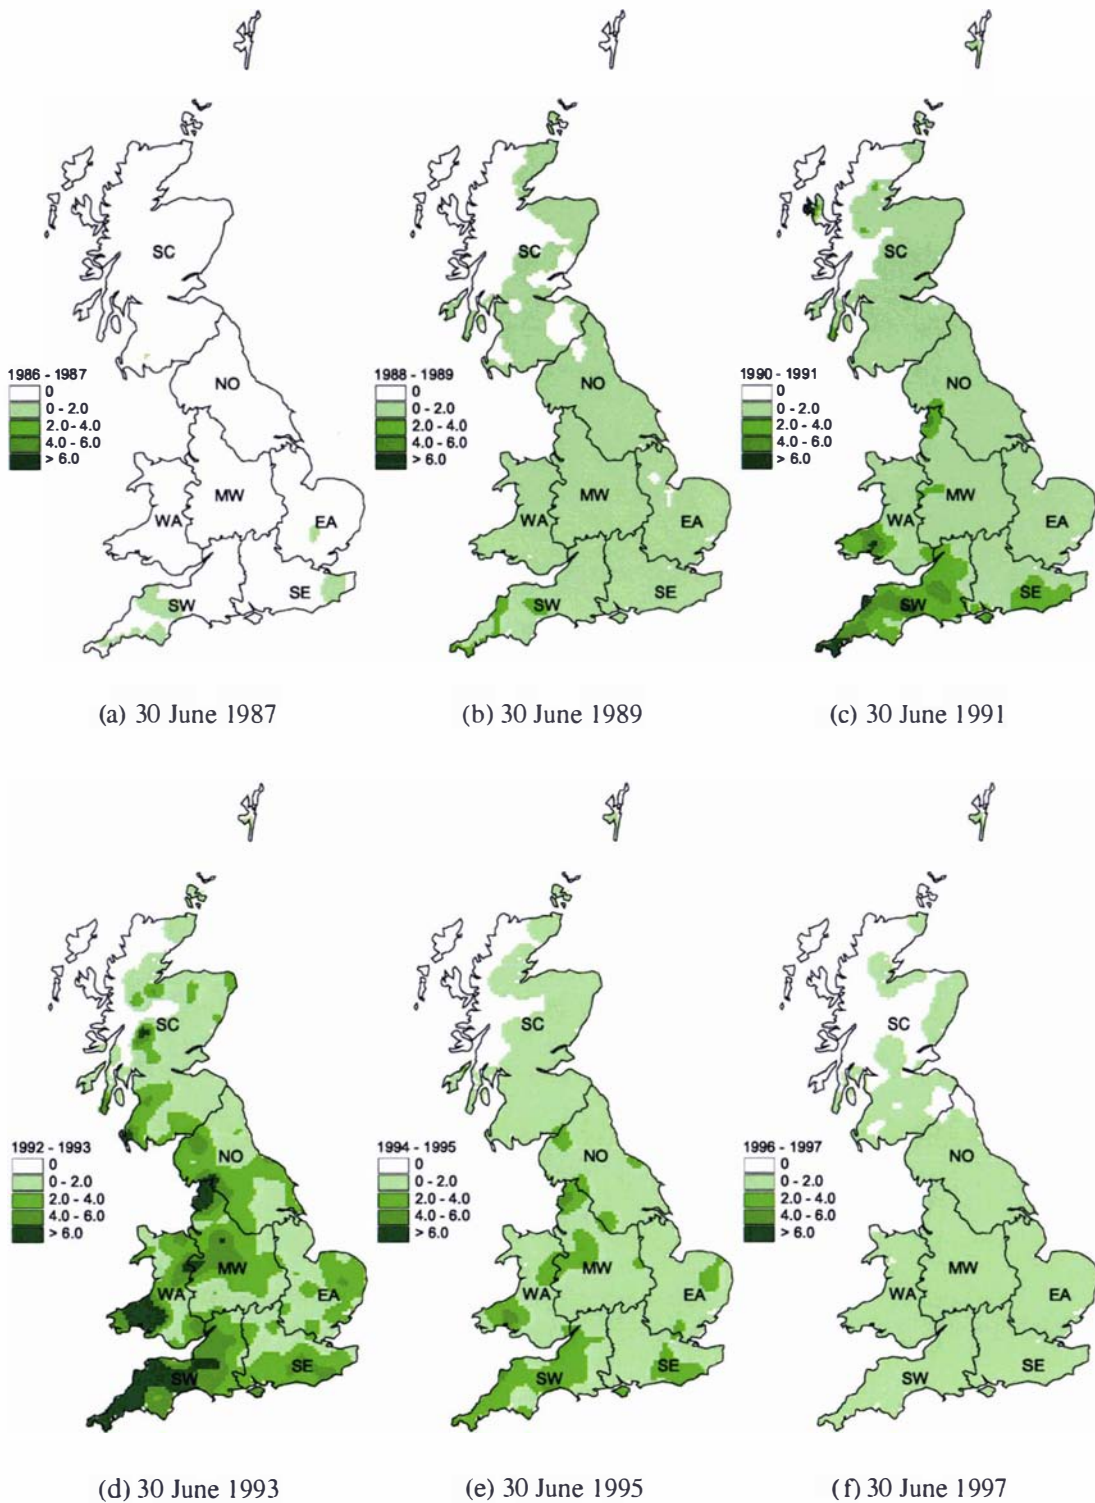 SC
NO
MW
WA
EA
SE
SW
1986 - 1987
0
0 - 2.0
2.0 - 4.0
4.0 - 6.0
> 6.0
(a) 30 June 1987
SC
NO
MW
WA
EA
SE
SW
1988 - 1989
0
0 - 2.0
2.0 - 4.0
4.0 - 6.0
> 6.0
(b) 30 June 1989
SC
NO
MW
WA
EA
SE
SW
1990 - 1991
0
0 - 2.0
2.0 - 4.0
4.0 - 6.0
> 6.0
(c) 30 June 1991
SC
NO
MW
WA
EA
SE
SW
1992 - 1993
0
0 - 2.0
2.0 - 4.0
4.0 - 6.0
> 6.0
(d) 30 June 1993
SC
NO
MW
WA
EA
SE
SW
1994 - 1995
0
0 - 2.0
2.0 - 4.0
4.0 - 6.0
> 6.0
(e) 30 June 1995
SC
NO
MW
WA
EA
SE
SW
1996 - 1997
0
0 - 2.0
2.0 - 4.0
4.0 - 6.0
> 6.0
(f) 30 June 1997